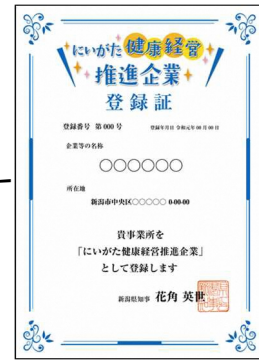 にいがた健康経営
推進企業
登録証
登録番号 第000号
登録年月日 令和元年00月00日
企業等の名称
○○○○○○
所在地
新潟市中央区○○○○○ 0-00-00
貴事業所を
「にいがた健康経営推進企業」
として登録します
新潟県知事 花角 英世